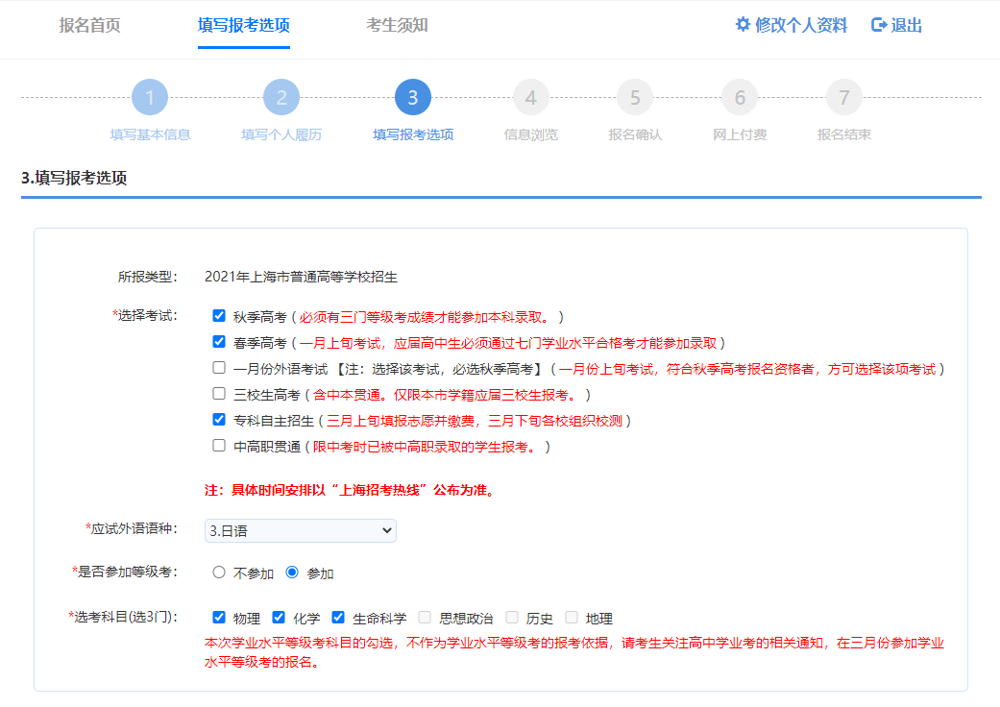 报名首页 填写报考选项 考生须知 修改个人资料 退出
1 2 3 4 5 6 7
填写基本信息 填写个人履历 填写报考选项 信息浏览 报名确认 网上付费 报名结束
3.填写报考选项
所报类型： 2021年上海市普通高等学校招生
*选择考试： 秋季高考 ( 必须有三门等级考成绩才能参加本科录取。 )
春季高考 ( 一月上旬考试，应届高中生必须通过七门学业水平合格考才能参加录取 )
一月份外语考试 【注：选择该考试，必选秋季高考】 ( 一月份上旬考试，符合秋季高考报名资格者，方可选择该项考试 )
三校生高考 ( 含中本贯通。仅限本市学籍应届三校生报考。 )
专科自主招生 ( 三月上旬填报志愿并缴费，三月下旬各校组织校测 )
中高职贯通 ( 限中考时已被中高职录取的学生报考。 )
注：具体时间安排以“上海招考热线”公布为准。
*应试外语语种： 3.日语
*是否参加等级考： 不参加 参加
*选考科目(选3门)： 物理 化学 生命科学 思想政治 历史 地理
本次学业水平等级考科目的勾选，不作为学业水平等级考的报考依据，请考生关注高中学业考的相关通知，在三月份参加学业
水平等级考的报名。